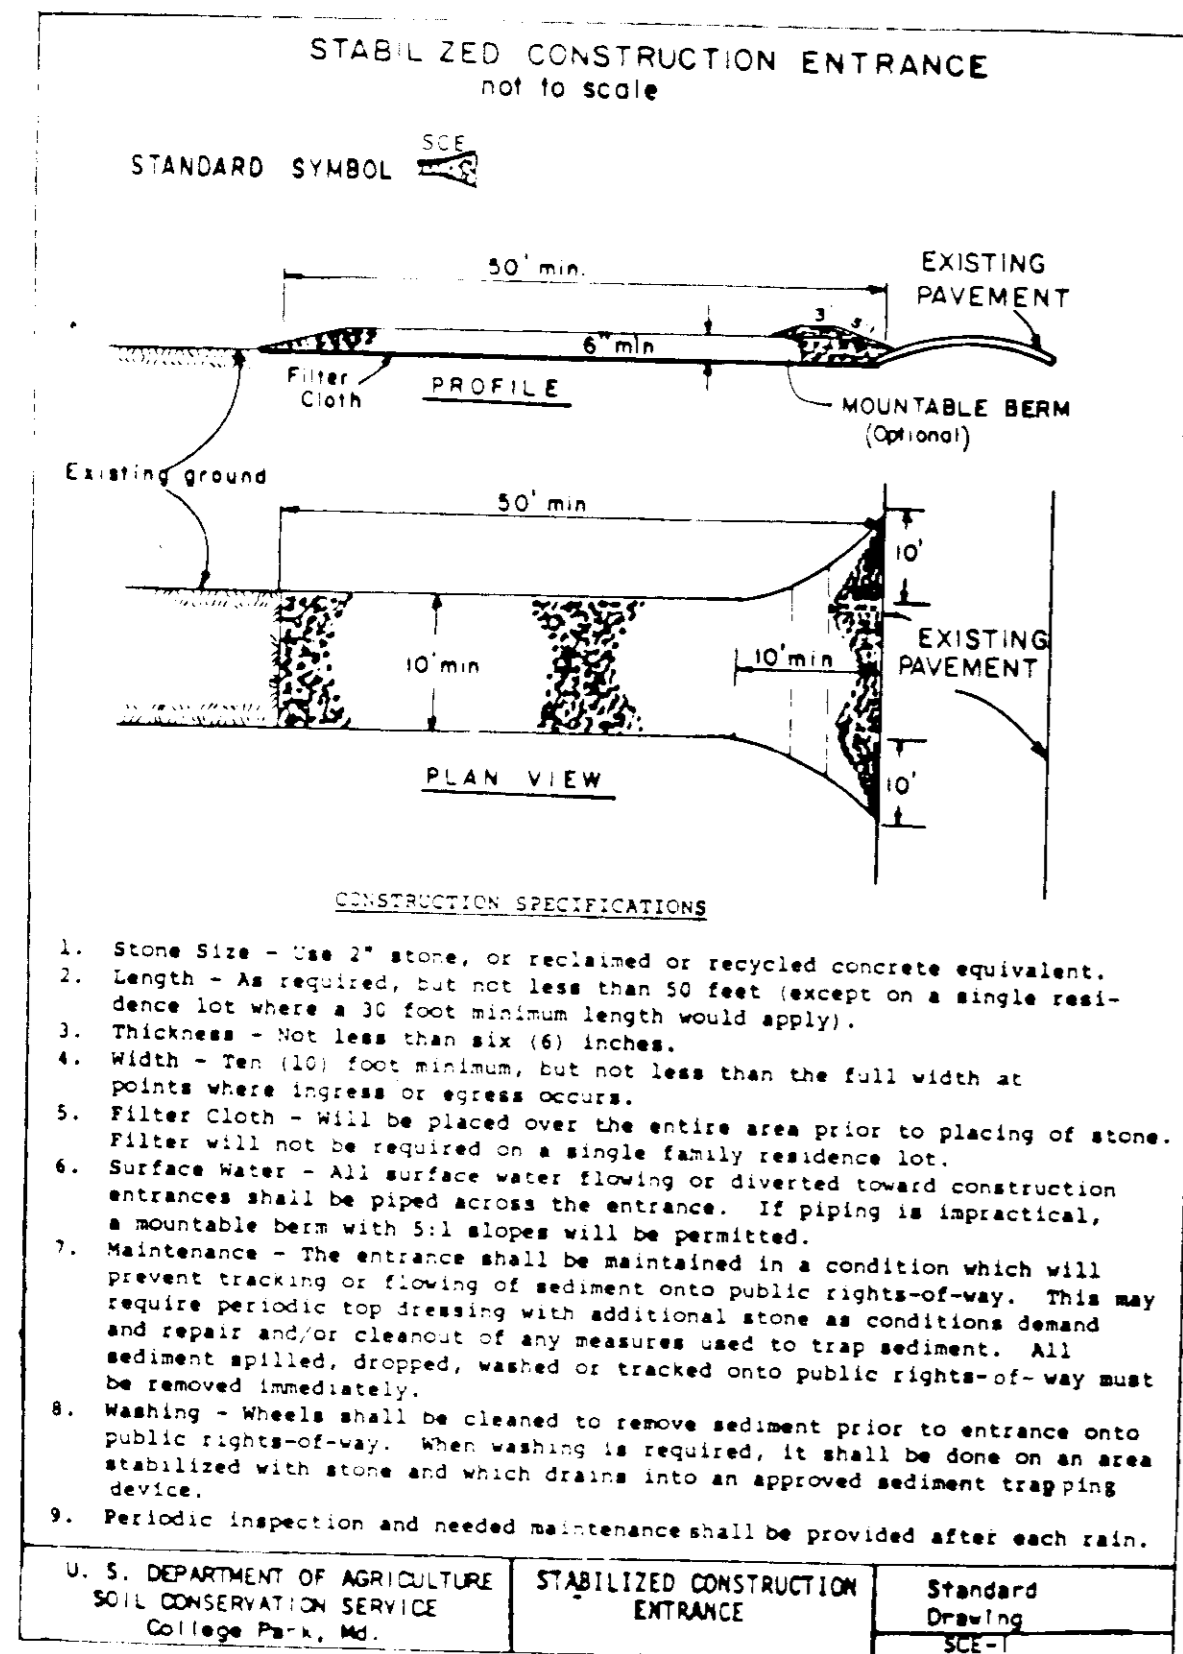 STABILIZED CONSTRUCTION ENTRANCE
not to scale
SCE
STANDARD SYMBOL
50' min.
EXISTING
PAVEMENT
3
5
6" min
Filter
Cloth
PROFILE
MOUNTABLE BERM
(Optional)
Existing ground
50' min
10'
10' min
10' min
EXISTING
PAVEMENT
10'
PLAN VIEW
CONSTRUCTION SPECIFICATIONS
1. Stone Size - Use 2" stone, or reclaimed or recycled concrete equivalent.
2. Length - As required, but not less than 50 feet (except on a single resi-
dence lot where a 30 foot minimum length would apply).
3. Thickness - Not less than six (6) inches.
4. Width - Ten (10) foot minimum, but not less than the full width at
points where ingress or egress occurs.
5. Filter Cloth - Will be placed over the entire area prior to placing of stone.
Filter will not be required on a single family residence lot.
6. Surface Water - All surface water flowing or diverted toward construction
entrances shall be piped across the entrance. If piping is impractical,
a mountable berm with 5:1 slopes will be permitted.
7. Maintenance - The entrance shall be maintained in a condition which will
prevent tracking or flowing of sediment onto public rights-of-way. This may
require periodic top dressing with additional stone as conditions demand
and repair and/or cleanout of any measures used to trap sediment. All
sediment spilled, dropped, washed or tracked onto public rights-of-way must
be removed immediately.
8. Washing - Wheels shall be cleaned to remove sediment prior to entrance onto
public rights-of-way. When washing is required, it shall be done on an area
stabilized with stone and which drains into an approved sediment trapping
device.
9. Periodic inspection and needed maintenance shall be provided after each rain.
U. S. DEPARTMENT OF AGRICULTURE
SOIL CONSERVATION SERVICE
College Park, Md.
STABILIZED CONSTRUCTION
ENTRANCE
Standard
Drawing
SCE-1